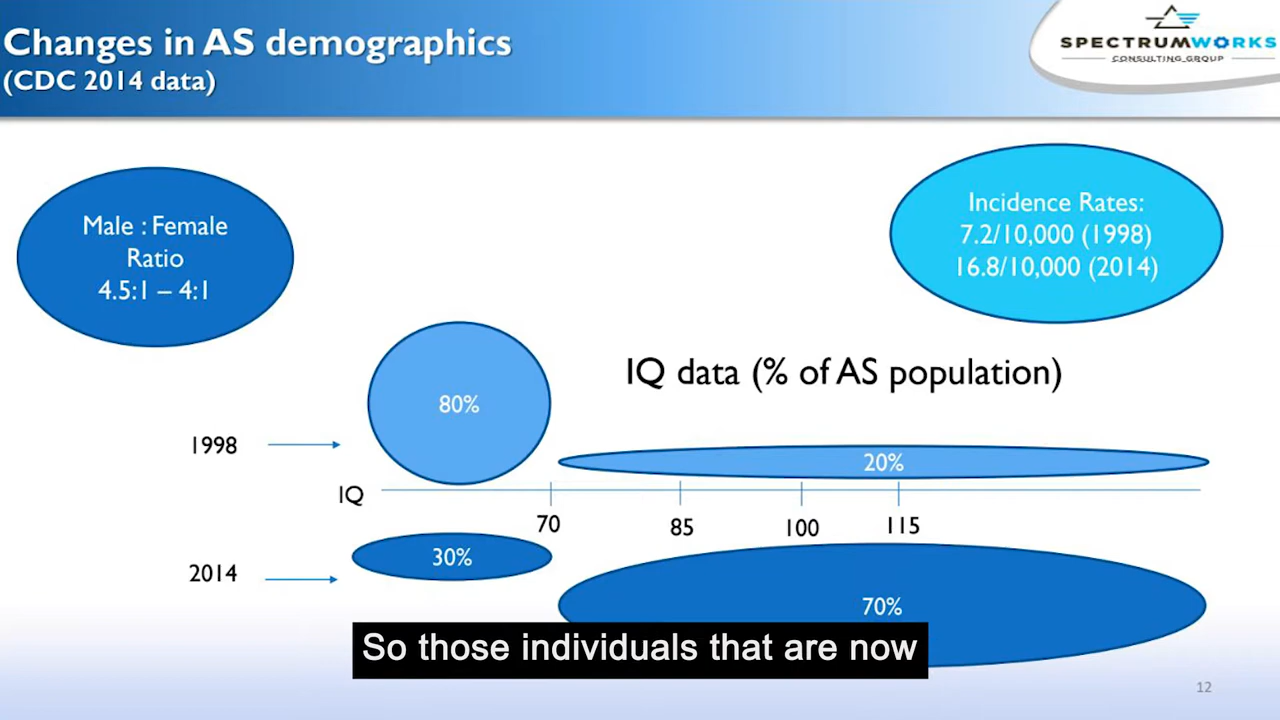 Changes in AS demographics
(CDC 2014 data)
SPECTRUMWORKS
CONSULTING GROUP
Male : Female
Ratio
4.5:1 – 4:1
Incidence Rates:
7.2/10,000 (1998)
16.8/10,000 (2014)
IQ data (% of AS population)
80%
1998
20%
IQ
70
85
100
115
30%
2014
70%
So those individuals that are now
12